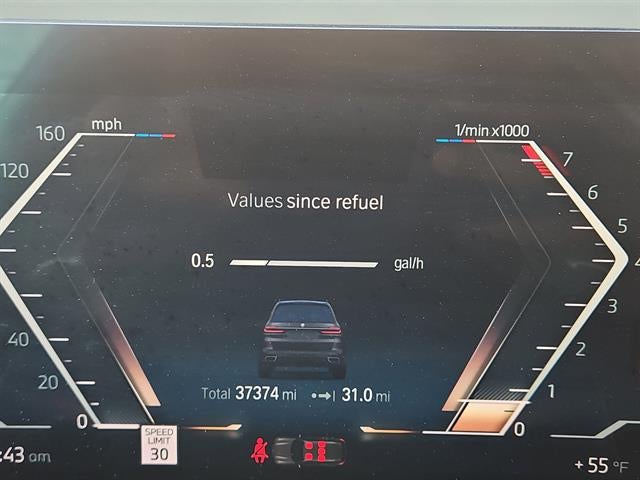 160 mph 1/min x1000
120 7
6
Values since refuel
5
0.5 gal/h 4
3
40 2
20 Total 37374 mi 31.0 mi 1
0 0
:43 am SPEED LIMIT 30 +55°F